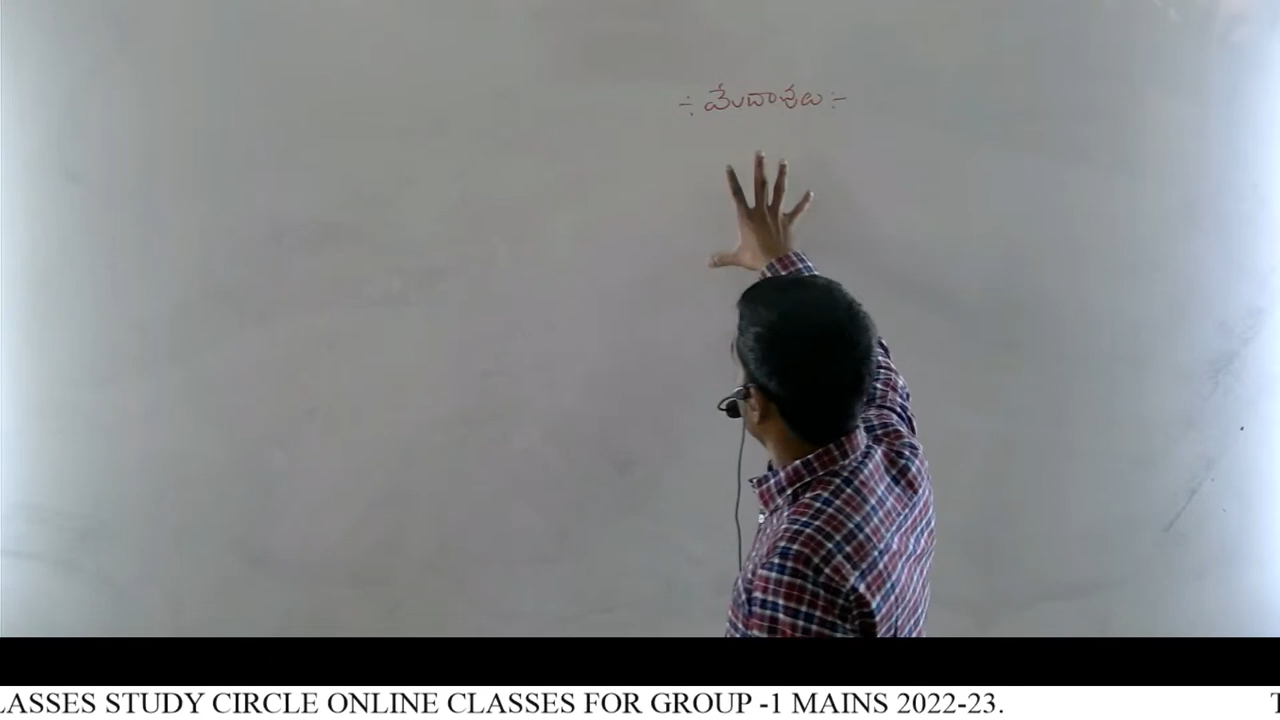 -: మేదావులు :-
LASSES STUDY CIRCLE ONLINE CLASSES FOR GROUP -1 MAINS 2022-23.